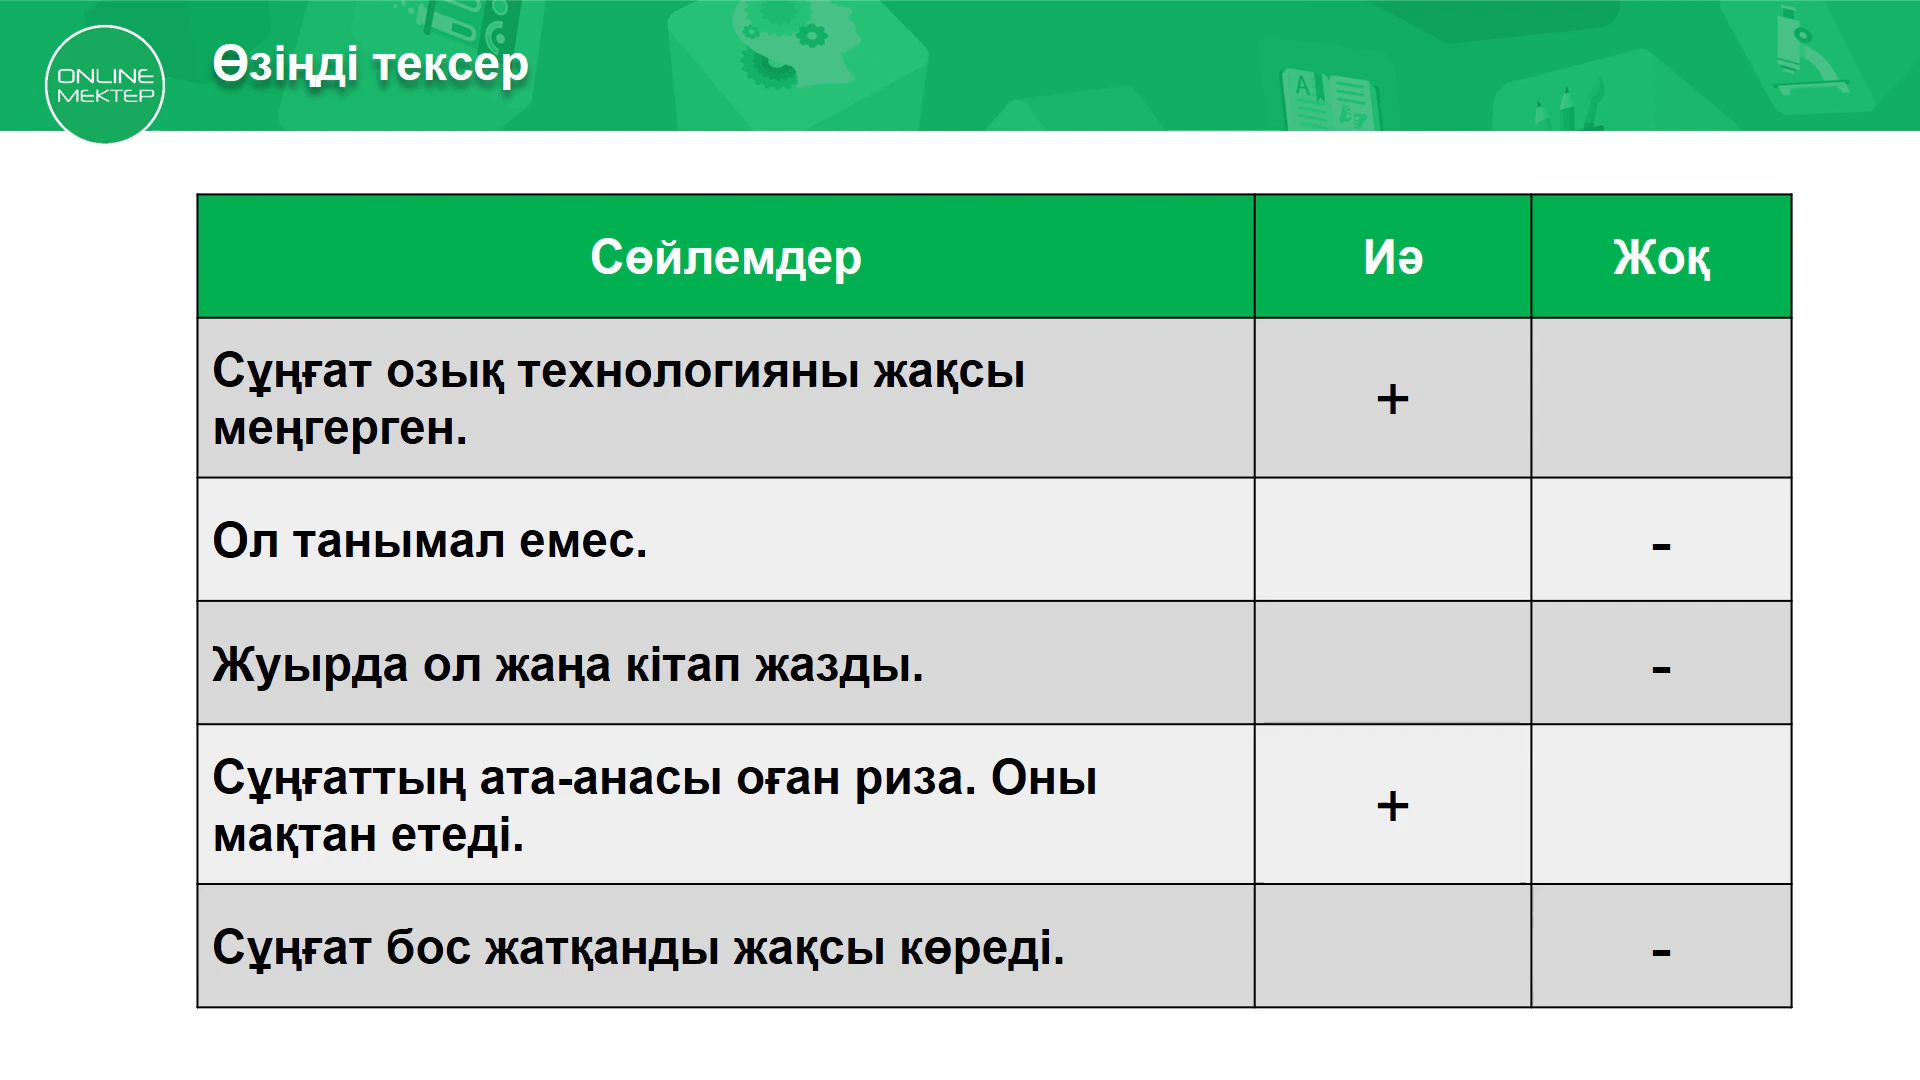 ONLINE
MEKTEP
Өзіңді тексер
Сөйлемдер Иә Жоқ
Сұңғат озық технологияны жақсы
меңгерген.
+
Ол танымал емес. -
Жуырда ол жаңа кітап жазды. -
Сұңғаттың ата-анасы оған риза. Оны
мақтан етеді.
+
Сұңғат бос жатқанды жақсы көреді. -